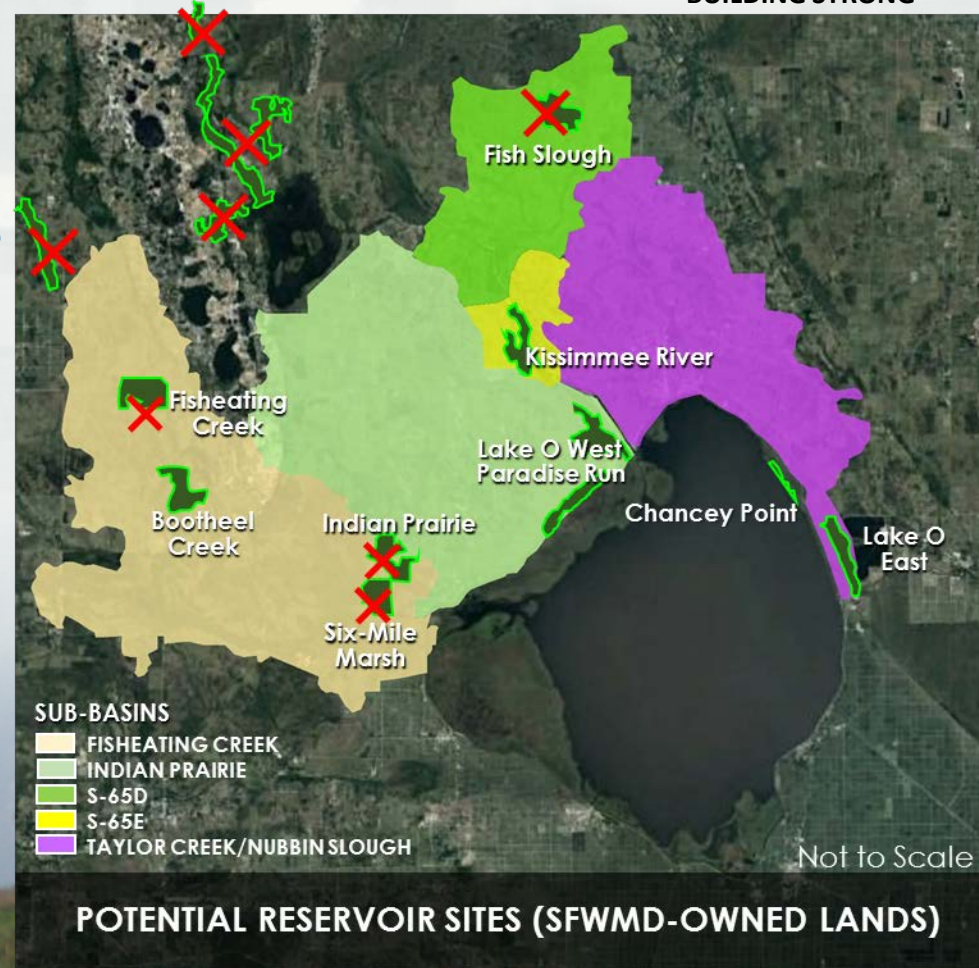 BUILDING STRONG
Fish Slough
Kissimmee River
Fisheating
Creek
Lake O West
Paradise Run
Chancey Point
Bootheel
Creek
Indian Prairie
Lake O
East
Six-Mile
Marsh
SUB-BASINS
FISHEATING CREEK
INDIAN PRAIRIE
S-65D
S-65E
TAYLOR CREEK/NUBBIN SLOUGH
Not to Scale
POTENTIAL RESERVOIR SITES (SFWMD-OWNED LANDS)